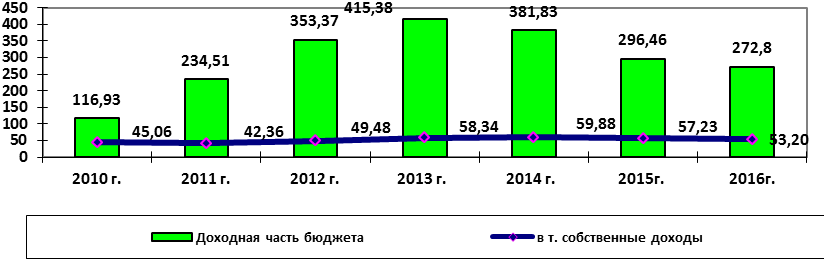 450
400
350
300
250
200
150
100
50
0
116,93
234,51
353,37
415,38
381,83
296,46
272,8
45,06
42,36
49,48
58,34
59,88
57,23
53,20
2010 г.
2011 г.
2012 г.
2013 г.
2014 г.
2015г.
2016г.
Доходная часть бюджета
в т. собственные доходы